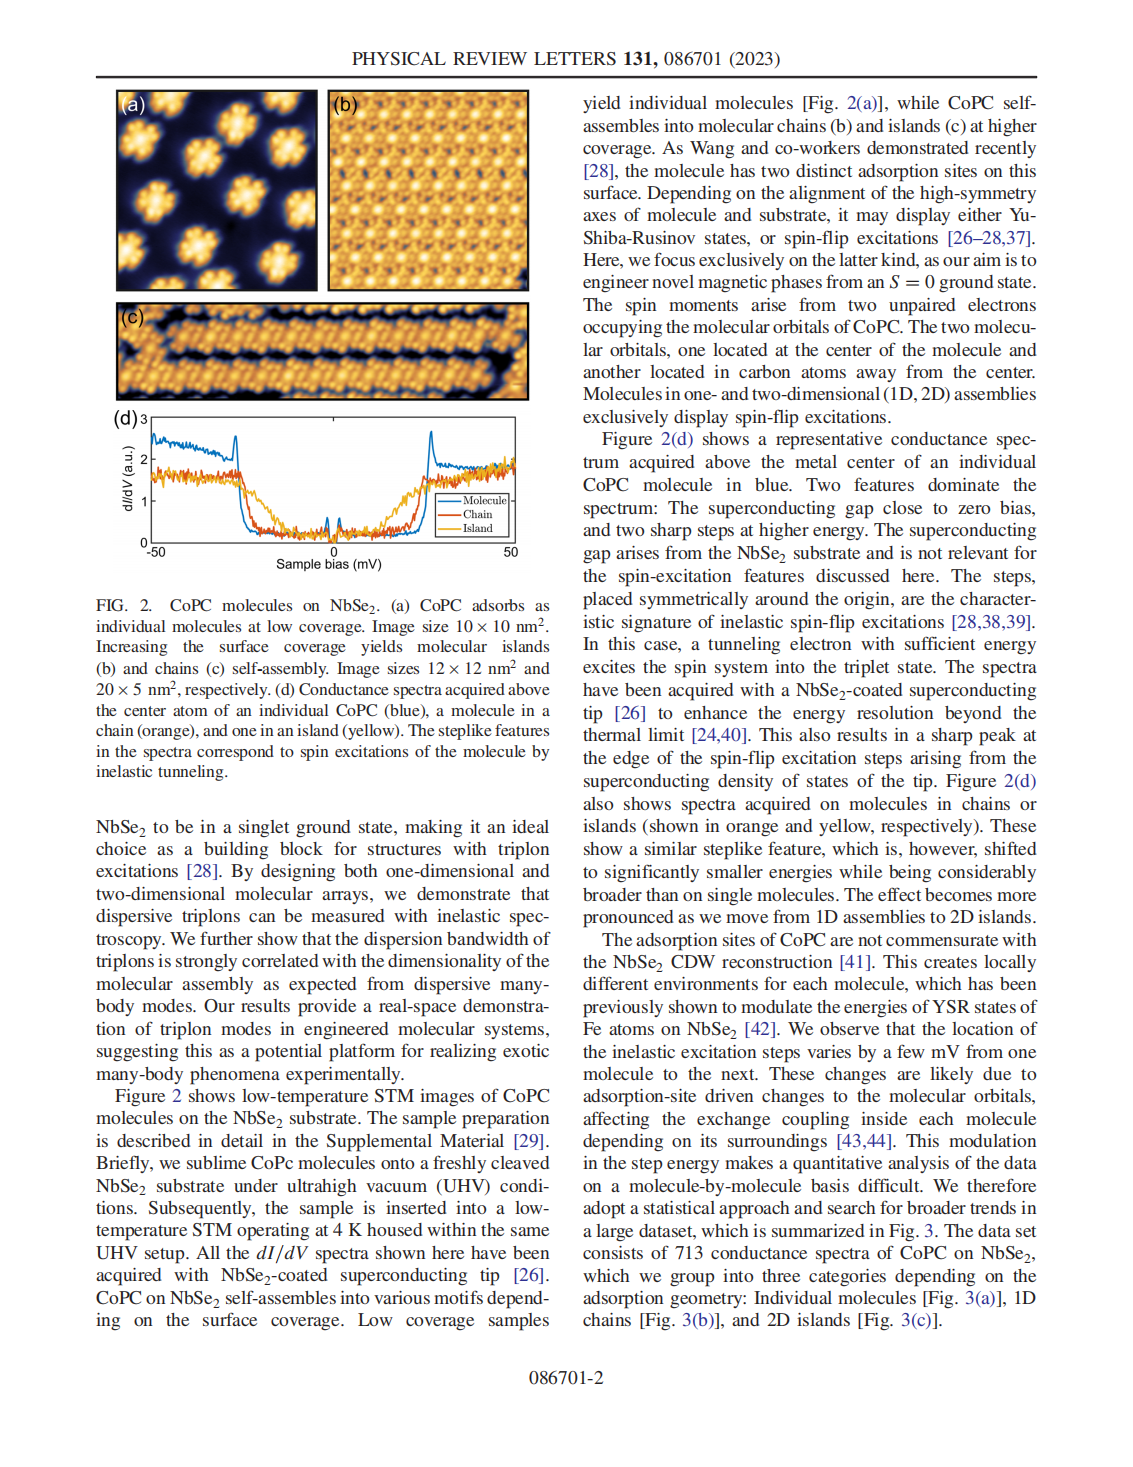 PHYSICAL REVIEW LETTERS 131, 086701 (2023)
(a)
(b)
(c)
(d)
3
2
1
0
dI/dV (a.u.)
Molecule
Chain
Island
-50
0
50
Sample bias (mV)
FIG. 2. CoPC molecules on NbSe2. (a) CoPC adsorbs as
individual molecules at low coverage. Image size 10 × 10 nm2.
Increasing the surface coverage yields molecular islands
(b) and chains (c) self-assembly. Image sizes 12 × 12 nm2 and
20 × 5 nm2, respectively. (d) Conductance spectra acquired above
the center atom of an individual CoPC (blue), a molecule in a
chain (orange), and one in an island (yellow). The steplike features
in the spectra correspond to spin excitations of the molecule by
inelastic tunneling.
NbSe2 to be in a singlet ground state, making it an ideal
choice as a building block for structures with triplon
excitations [28]. By designing both one-dimensional and
two-dimensional molecular arrays, we demonstrate that
dispersive triplons can be measured with inelastic spec-
troscopy. We further show that the dispersion bandwidth of
triplons is strongly correlated with the dimensionality of the
molecular assembly as expected from dispersive many-
body modes. Our results provide a real-space demonstra-
tion of triplon modes in engineered molecular systems,
suggesting this as a potential platform for realizing exotic
many-body phenomena experimentally.
Figure 2 shows low-temperature STM images of CoPC
molecules on the NbSe2 substrate. The sample preparation
is described in detail in the Supplemental Material [29].
Briefly, we sublime CoPc molecules onto a freshly cleaved
NbSe2 substrate under ultrahigh vacuum (UHV) condi-
tions. Subsequently, the sample is inserted into a low-
temperature STM operating at 4 K housed within the same
UHV setup. All the dI/dV spectra shown here have been
acquired with NbSe2-coated superconducting tip [26].
CoPC on NbSe2 self-assembles into various motifs depend-
ing on the surface coverage. Low coverage samples
yield individual molecules [Fig. 2(a)], while CoPC self-
assembles into molecular chains (b) and islands (c) at higher
coverage. As Wang and co-workers demonstrated recently
[28], the molecule has two distinct adsorption sites on this
surface. Depending on the alignment of the high-symmetry
axes of molecule and substrate, it may display either Yu-
Shiba-Rusinov states, or spin-flip excitations [26–28,37].
Here, we focus exclusively on the latter kind, as our aim is to
engineer novel magnetic phases from an S = 0 ground state.
The spin moments arise from two unpaired electrons
occupying the molecular orbitals of CoPC. The two molecu-
lar orbitals, one located at the center of the molecule and
another located in carbon atoms away from the center.
Molecules in one- and two-dimensional (1D, 2D) assemblies
exclusively display spin-flip excitations.
Figure 2(d) shows a representative conductance spec-
trum acquired above the metal center of an individual
CoPC molecule in blue. Two features dominate the
spectrum: The superconducting gap close to zero bias,
and two sharp steps at higher energy. The superconducting
gap arises from the NbSe2 substrate and is not relevant for
the spin-excitation features discussed here. The steps,
placed symmetrically around the origin, are the character-
istic signature of inelastic spin-flip excitations [28,38,39].
In this case, a tunneling electron with sufficient energy
excites the spin system into the triplet state. The spectra
have been acquired with a NbSe2-coated superconducting
tip [26] to enhance the energy resolution beyond the
thermal limit [24,40]. This also results in a sharp peak at
the edge of the spin-flip excitation steps arising from the
superconducting density of states of the tip. Figure 2(d)
also shows spectra acquired on molecules in chains or
islands (shown in orange and yellow, respectively). These
show a similar steplike feature, which is, however, shifted
to significantly smaller energies while being considerably
broader than on single molecules. The effect becomes more
pronounced as we move from 1D assemblies to 2D islands.
The adsorption sites of CoPC are not commensurate with
the NbSe2 CDW reconstruction [41]. This creates locally
different environments for each molecule, which has been
previously shown to modulate the energies of YSR states of
Fe atoms on NbSe2 [42]. We observe that the location of
the inelastic excitation steps varies by a few mV from one
molecule to the next. These changes are likely due to
adsorption-site driven changes to the molecular orbitals,
affecting the exchange coupling inside each molecule
depending on its surroundings [43,44]. This modulation
in the step energy makes a quantitative analysis of the data
on a molecule-by-molecule basis difficult. We therefore
adopt a statistical approach and search for broader trends in
a large dataset, which is summarized in Fig. 3. The data set
consists of 713 conductance spectra of CoPC on NbSe2,
which we group into three categories depending on the
adsorption geometry: Individual molecules [Fig. 3(a)], 1D
chains [Fig. 3(b)], and 2D islands [Fig. 3(c)].
086701-2